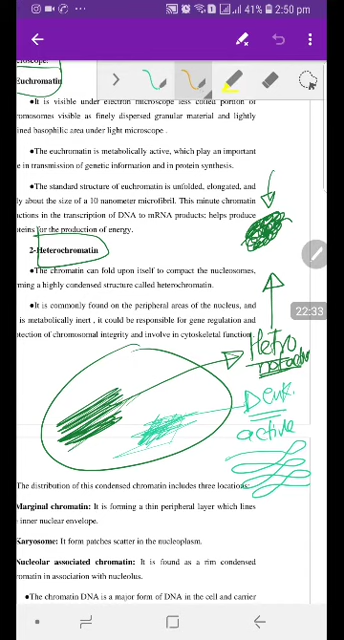 41% 2:50 pm
Euchromatin
●It is visible under electron microscope less coiled portion of
omosomes visible as finely dispersed granular material and lightly
ined basophilic area under light microscope .
●The euchromatin is metabolically active, which play an important
e in transmission of genetic information and in protein synthesis.
●The standard structure of euchromatin is unfolded, elongated, and
ly about the size of a 10 nanometer microfibril. This minute chromatin
nctions in the transcription of DNA to mRNA products; helps produce
oteins for the production of energy.
2-Heterochromatin
●The chromatin can fold upon itself to compact the nucleosomes,
rming a highly condensed structure called heterochromatin.
22:33
●It is commonly found on the peripheral areas of the nucleus, and
is metabolically inert, it could be responsible for gene regulation and
otection of chromosomal integrity and involve in cytoskeletal function.
Hetro
active
The distribution of this condensed chromatin includes three locations:
Marginal chromatin: It is forming a thin peripheral layer which lines
inner nuclear envelope.
Karyosome: It form patches scatter in the nucleoplasm.
Nucleolar associated chromatin: It is found as a rim condensed
romatin in association with nucleolus.
●The chromatin DNA is a major form of DNA in the cell and carrier